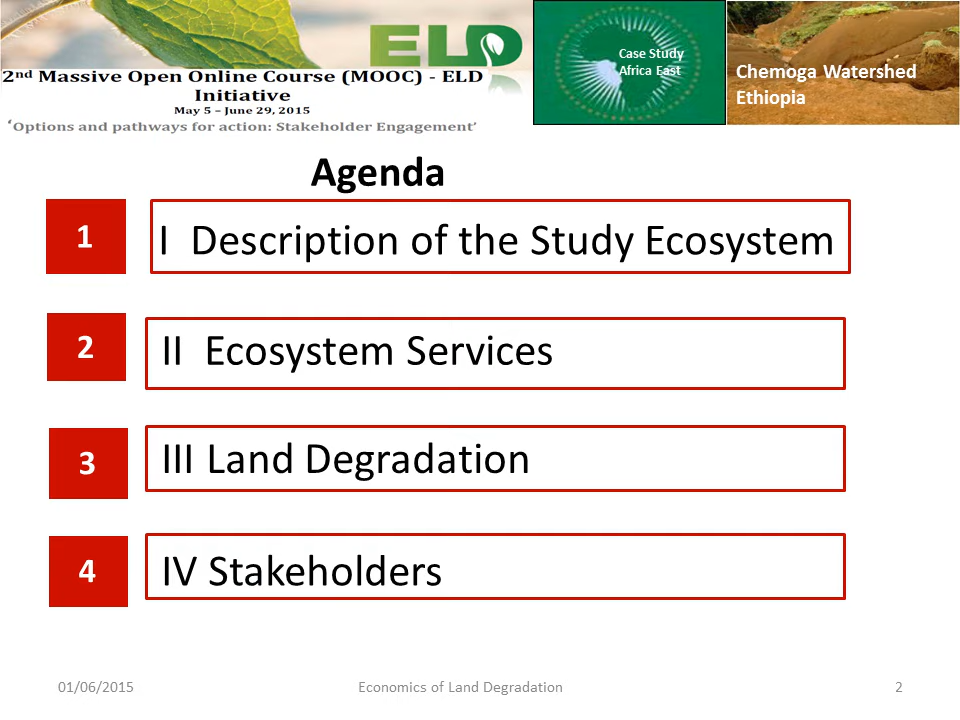 ELD
2nd Massive Open Online Course (MOOC) - ELD
Initiative
May 5 – June 29, 2015
‘Options and pathways for action: Stakeholder Engagement’
Case Study
Africa East
Chemoga Watershed
Ethiopia
Agenda
1
I Description of the Study Ecosystem
2
II Ecosystem Services
3
III Land Degradation
4
IV Stakeholders
01/06/2015
Economics of Land Degradation
2